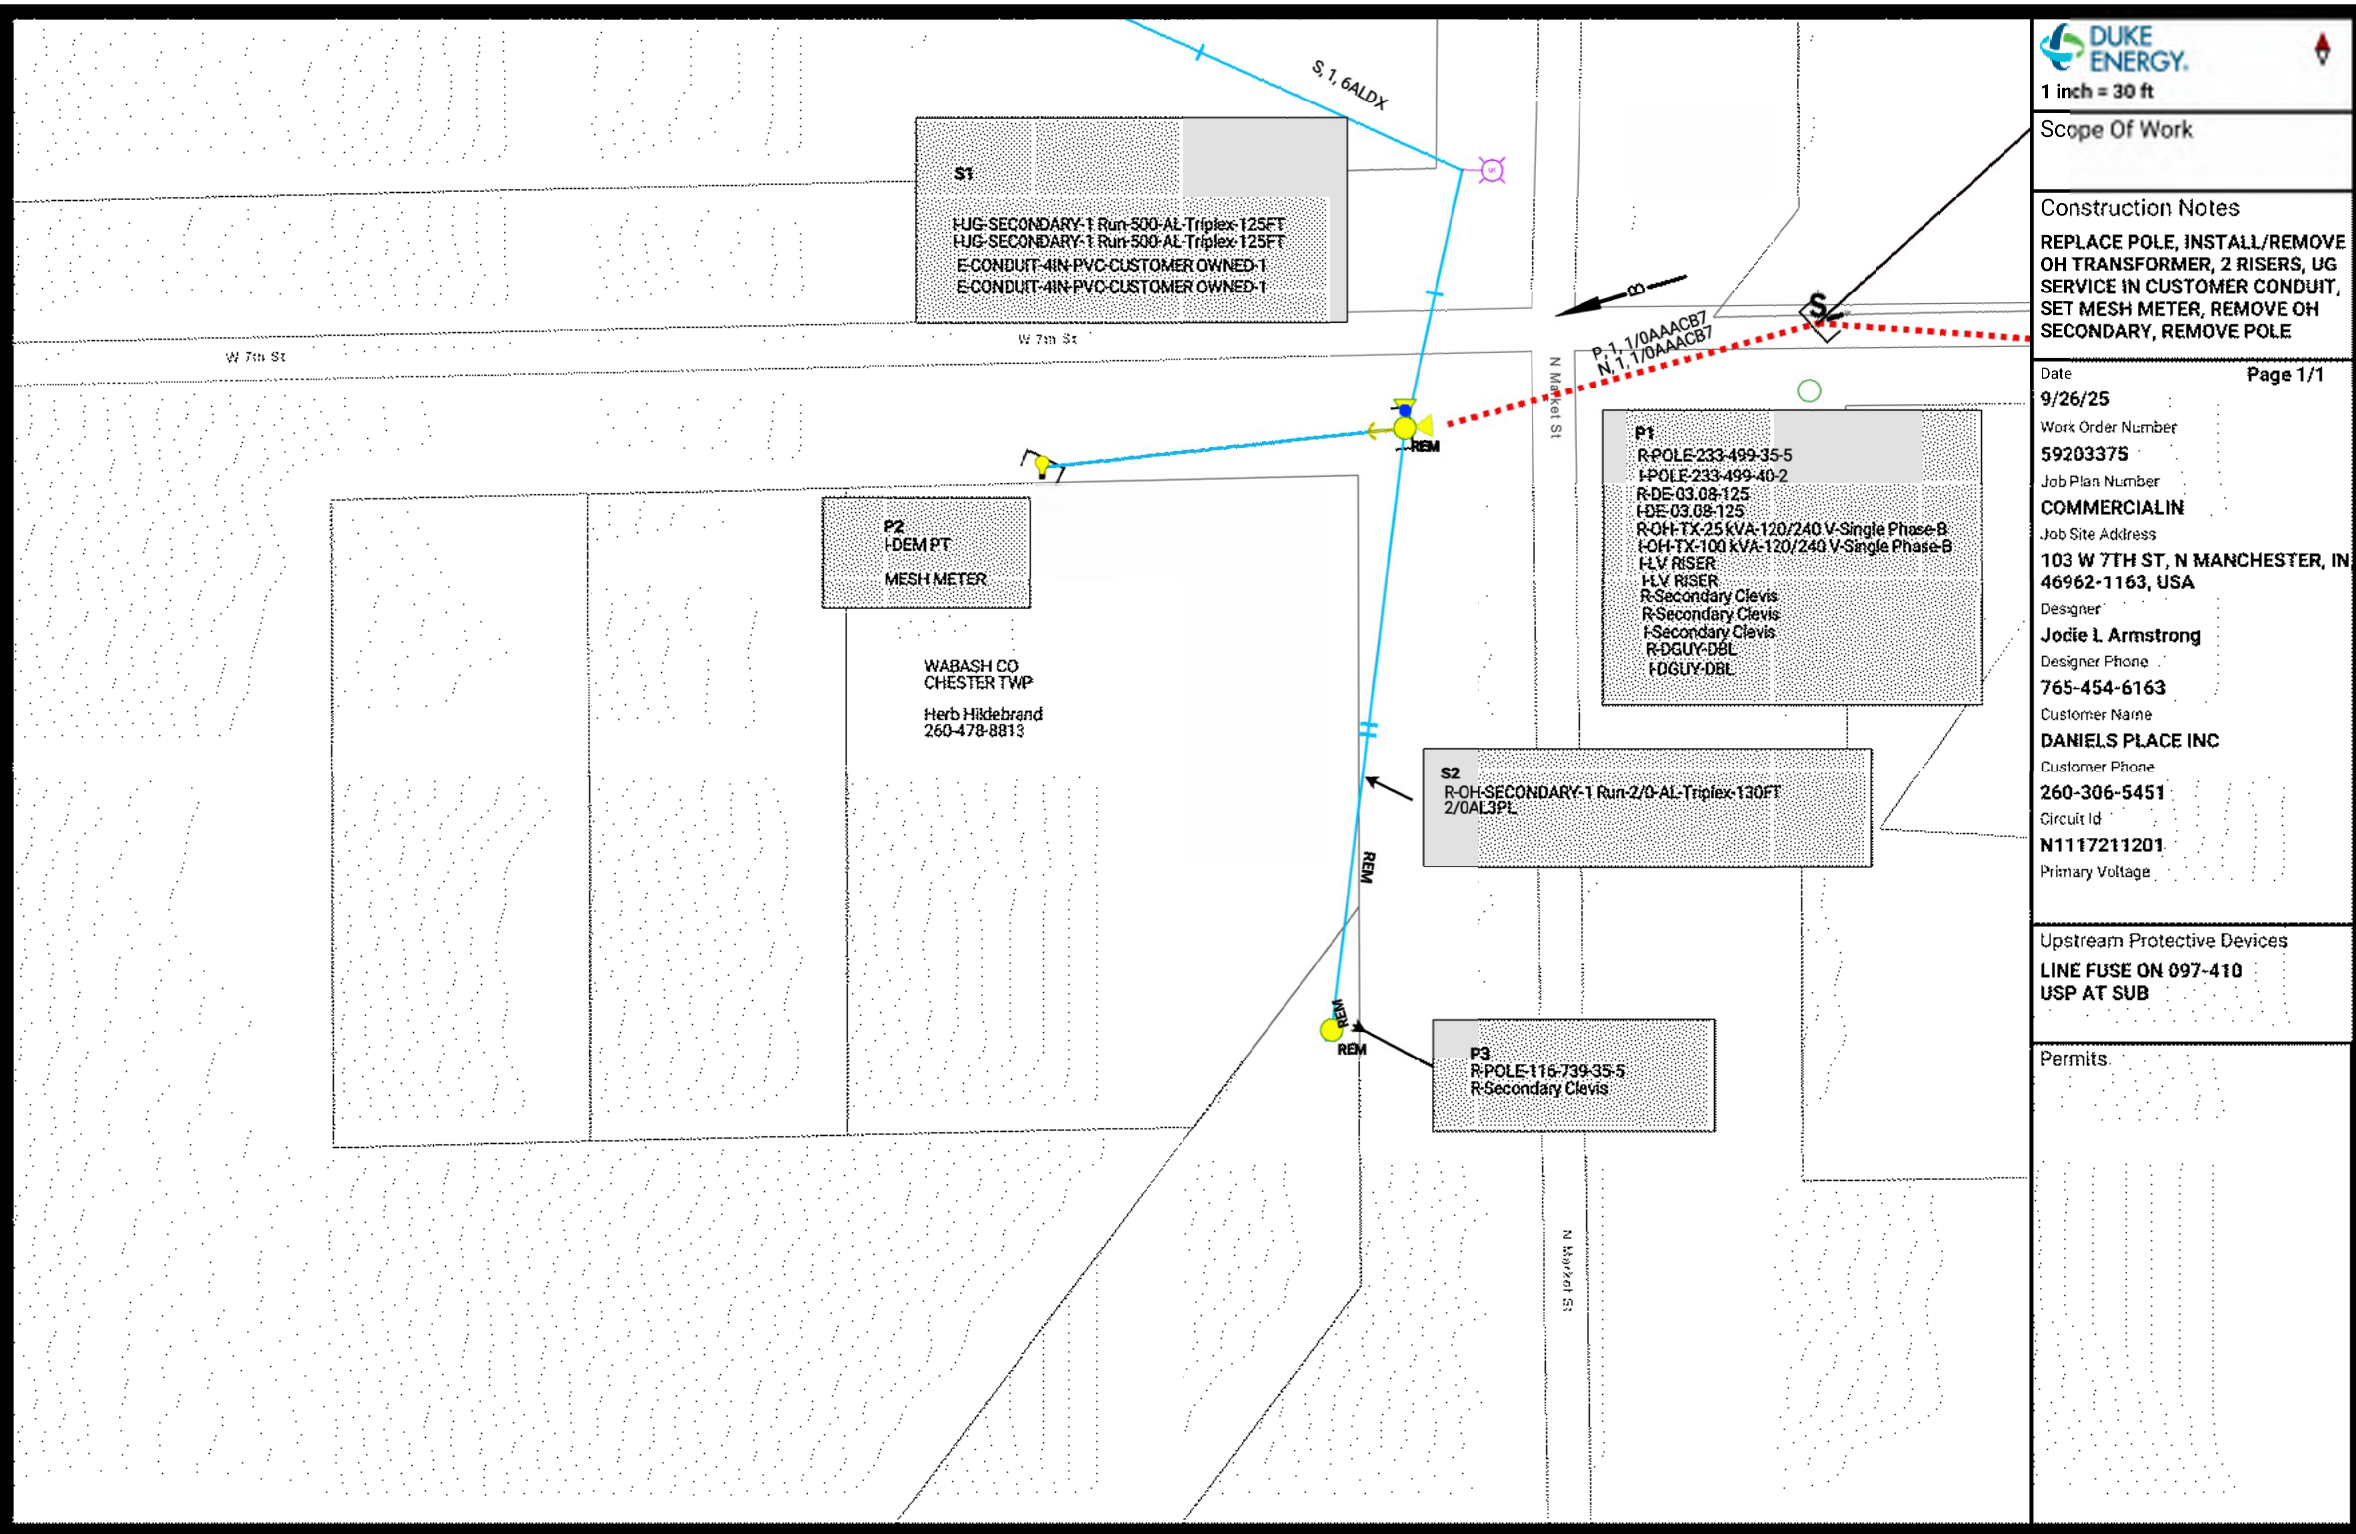 S, 1, 6ALDX
S1
I-UG-SECONDARY-1 Run-500-AL-Triplex-125FT
I-UG-SECONDARY-1 Run-500-AL-Triplex-125FT
E-CONDUIT-4IN-PVC-CUSTOMER OWNED-1
E-CONDUIT-4IN-PVC-CUSTOMER OWNED-1
S
B
S
P, 1, 1/0AAACB7
N, 1, 1/0AAACB7
W 7th St
W 7th St
N Market St
REM
P1
R-POLE-233-499-35-5
I-POLE-233-499-40-2
R-DE-03.08-125
I-DE-03.08-125
R-OH-TX-25 kVA-120/240 V-Single Phase-B
I-OH-TX-100 kVA-120/240 V-Single Phase-B
I-LV RISER
I-LV RISER
R-Secondary Clevis
R-Secondary Clevis
I-Secondary Clevis
R-DGUY-DBL
I-DGUY-DBL
P2
I-DEM PT
MESH METER
WABASH CO
CHESTER TWP
Herb Hildebrand
260-478-8813
S2
R-OH-SECONDARY-1 Run-2/0-AL-Triplex-130FT
2/0AL3PL
REM
REM
REM
P3
R-POLE-116-739-35-5
R-Secondary Clevis
N Market St
DUKE
ENERGY.
1 inch = 30 ft
Scope Of Work
Construction Notes
REPLACE POLE, INSTALL/REMOVE
OH TRANSFORMER, 2 RISERS, UG
SERVICE IN CUSTOMER CONDUIT,
SET MESH METER, REMOVE OH
SECONDARY, REMOVE POLE
Date Page 1/1
9/26/25
Work Order Number
59203375
Job Plan Number
COMMERCIALIN
Job Site Address
103 W 7TH ST, N MANCHESTER, IN
46962-1163, USA
Designer
Jodie L Armstrong
Designer Phone
765-454-6163
Customer Name
DANIELS PLACE INC
Customer Phone
260-306-5451
Circuit Id
N1117211201
Primary Voltage
Upstream Protective Devices
LINE FUSE ON 097-410
USP AT SUB
Permits